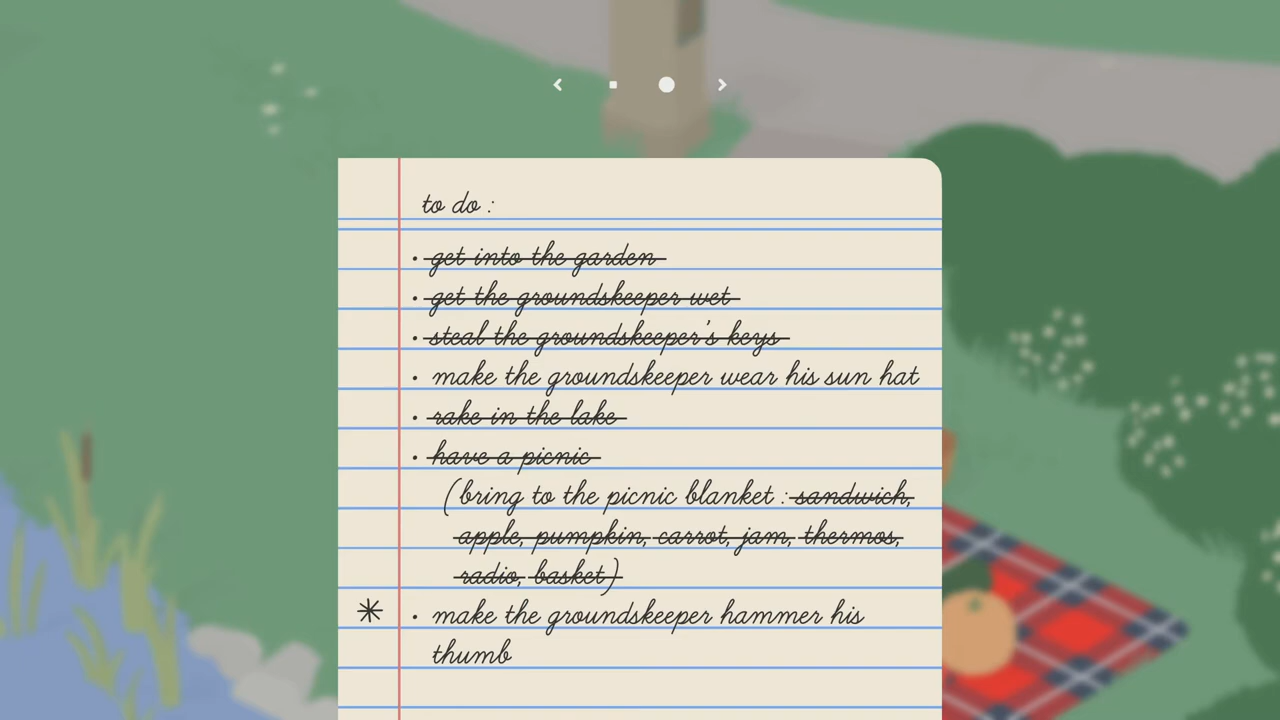 to do :
· get into the garden
· get the groundskeeper wet
· steal the groundskeeper's keys
· make the groundskeeper wear his sun hat
· rake in the lake
· have a picnic
(bring to the picnic blanket : sandwich,
apple, pumpkin, carrot, jam, thermos,
radio, basket)
* · make the groundskeeper hammer his
thumb